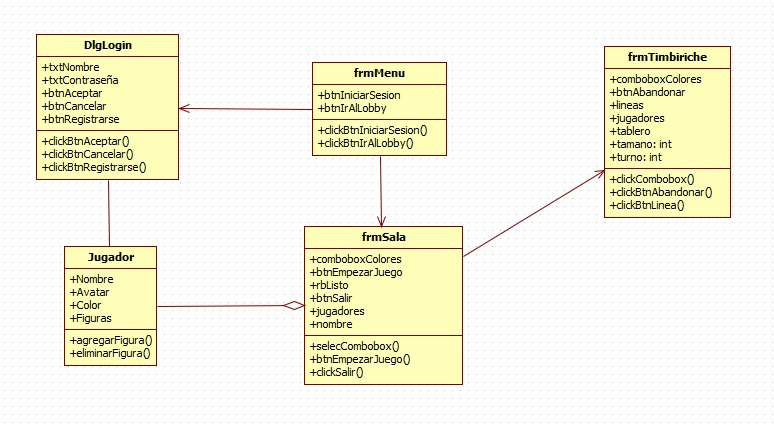 DlgLogin
+txtNombre
+txtContraseña
+btnAceptar
+btnCancelar
+btnRegistrarse
+clickBtnAceptar()
+clickBtnCancelar()
+clickBtnRegistrarse()
frmMenu
+btnIniciarSesion
+btnIrAlLobby
+clickBtnIniciarSesion()
+clickBtnIrAlLobby()
frmTimbiriche
+comboboxColores
+btnAbandonar
+lineas
+jugadores
+tablero
+tamano: int
+turno: int
+clickCombobox()
+clickBtnAbandonar()
+clickBtnLinea()
Jugador
+Nombre
+Avatar
+Color
+Figuras
+agregarFigura()
+eliminarFigura()
frmSala
+comboboxColores
+btnEmpezarJuego
+rbListo
+btnSalir
+jugadores
+nombre
+selecCombobox()
+btnEmpezarJuego()
+clickSalir()